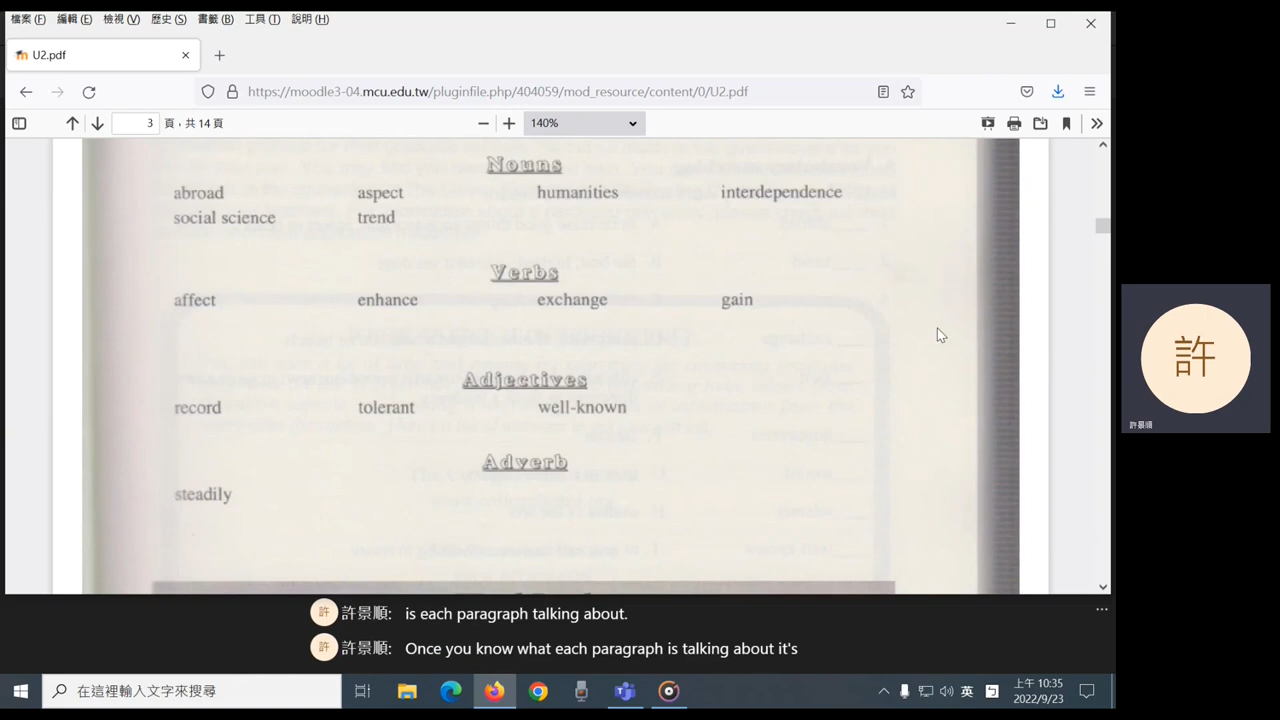 檔案 (F) 編輯 (E) 檢視 (V) 歷史 (S) 書籤 (B) 工具 (T) 說明 (H)
U2.pdf
https://moodle3-04.mcu.edu.tw/pluginfile.php/404059/mod_resource/content/0/U2.pdf
3 頁，共 14 頁
140%
Nouns
abroad aspect humanities interdependence
social science trend
Verbs
affect enhance exchange gain
Adjectives
record tolerant well-known
Adverb
steadily
許
許景順
許 許景順: is each paragraph talking about.
許 許景順: Once you know what each paragraph is talking about it's
在這裡輸入文字來搜尋
英
上午 10:35
2022/9/23